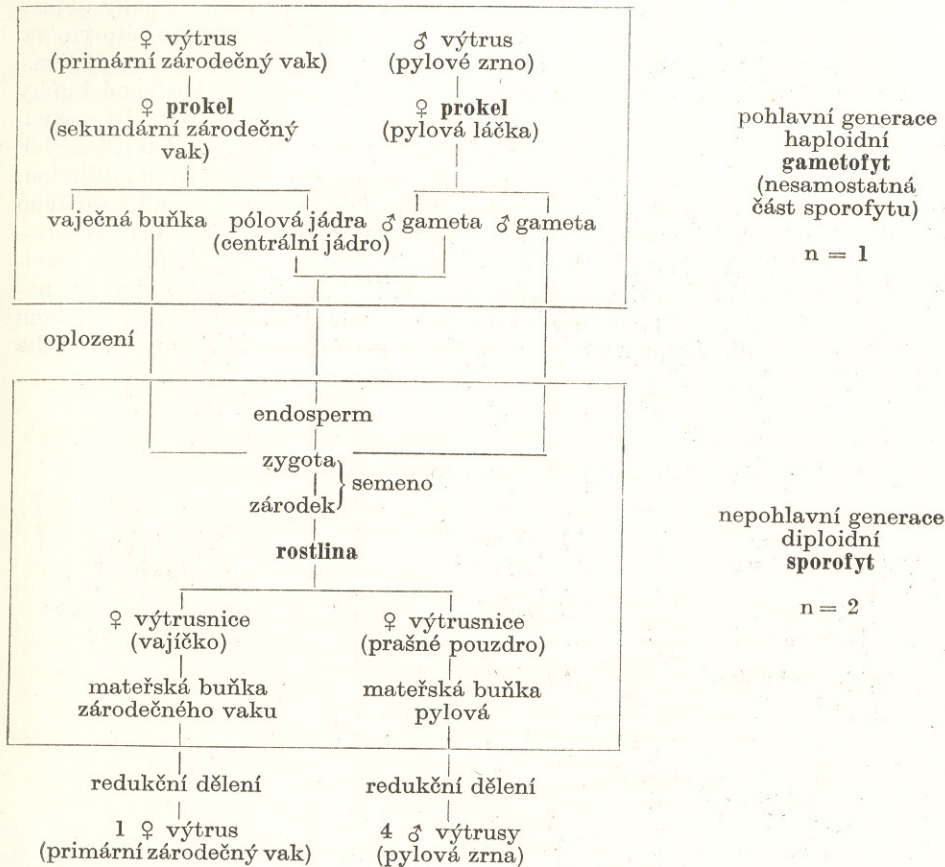 ♀ výtrus
(primární zárodečný vak)
♂ výtrus
(pylové zrno)
♀ prokel
(sekundární zárodečný
vak)
♀ prokel
(pylová láčka)
vaječná buňka
pólová jádra
(centrální jádro)
♂ gameta
♂ gameta
pohlavní generace
haploidní
gametofyt
(nesamostatná
část sporofytu)
n = 1
oplození
endosperm
zygota
zárodek
semeno
rostlina
♀ výtrusnice
(vajíčko)
♀ výtrusnice
(prašné pouzdro)
mateřská buňka
zárodečného vaku
mateřská buňka
pylová
nepohlavní generace
diploidní
sporofyt
n = 2
redukční dělení
redukční dělení
1 ♀ výtrus
(primární zárodečný vak)
4 ♂ výtrusy
(pylová zrna)